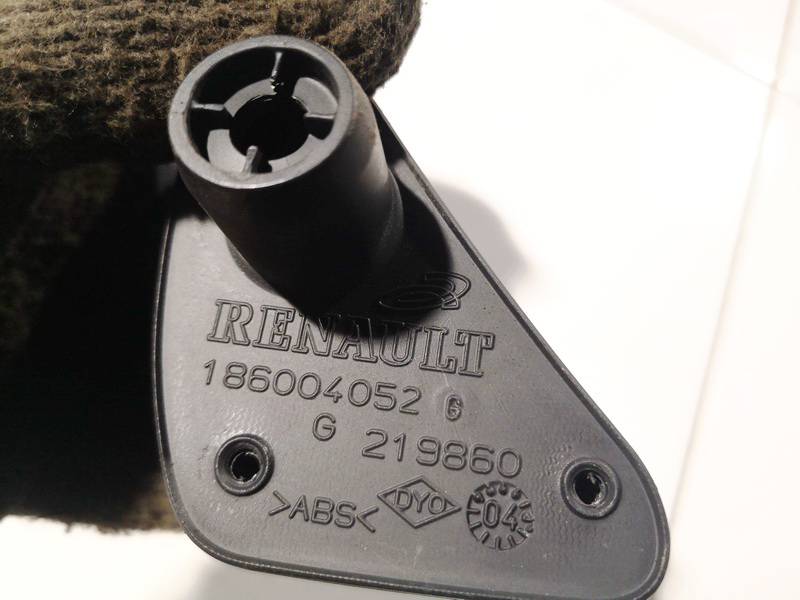 RENAULT
186004052 G
G 219860
>ABS< DYO 04